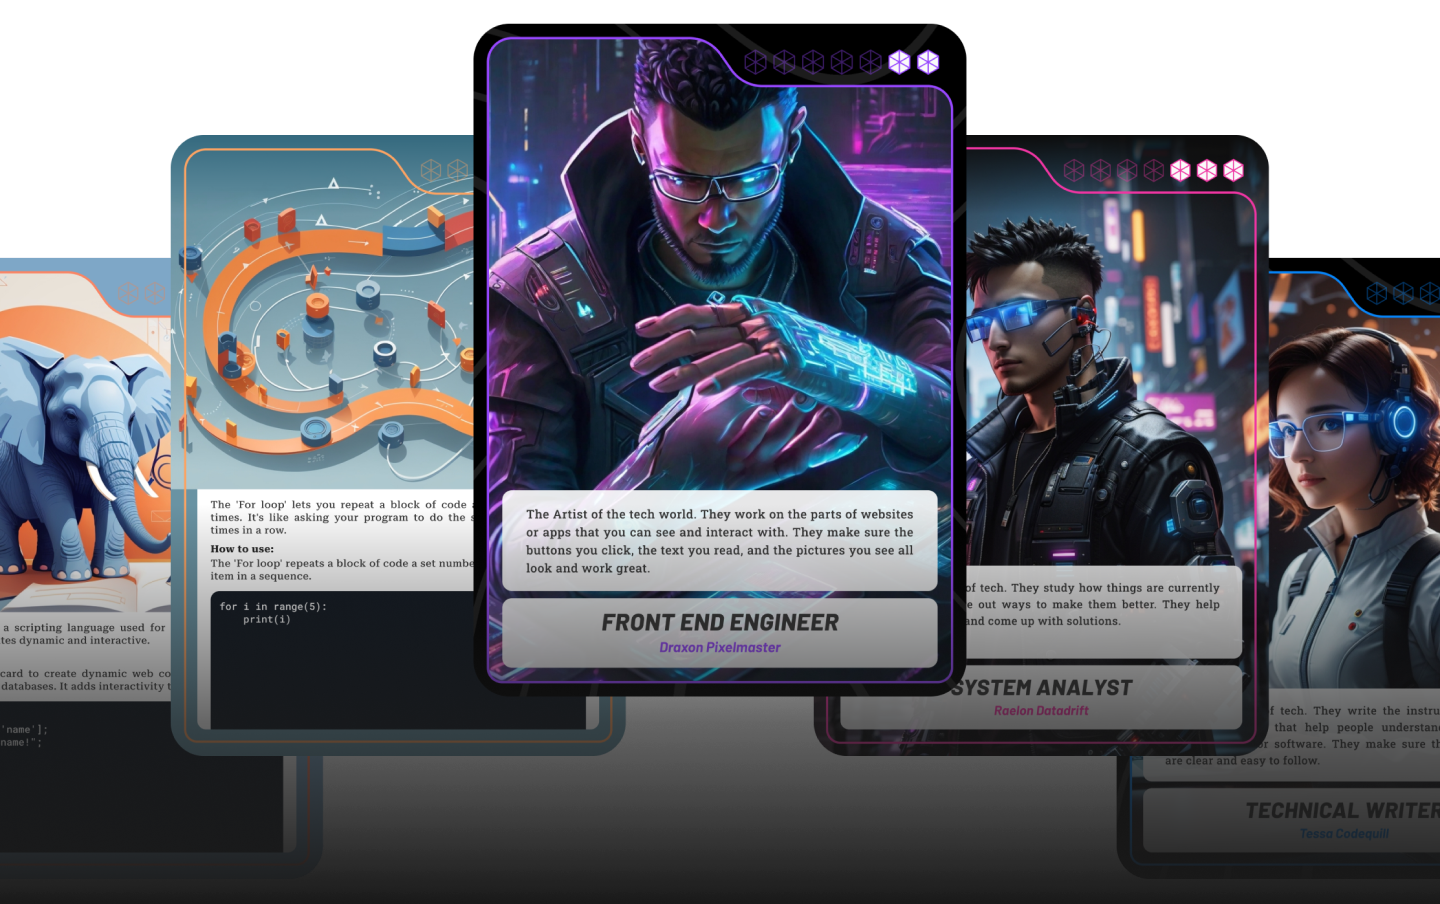 The Artist of the tech world. They work on the parts of websites
or apps that you can see and interact with. They make sure the
buttons you click, the text you read, and the pictures you see all
look and work great.
FRONT END ENGINEER
Draxon Pixelmaster
The 'For loop' lets you repeat a block of code
times. It's like asking your program to do the
times in a row.
How to use:
The 'For loop' repeats a block of code a set
item in a sequence.
for i in range(5):
print(i)
a scripting language used for
dynamic and interactive.
card to create dynamic web
databases. It adds interactivity
'name'];
name!";
of tech. They study how things are currently
out ways to make them better. They help
and come up with solutions.
SYSTEM ANALYST
Raelon Datadrift
of tech. They write the
that help people
or software. They make sure
are clear and easy to follow.
TECHNICAL WRITER
Tessa Codequill